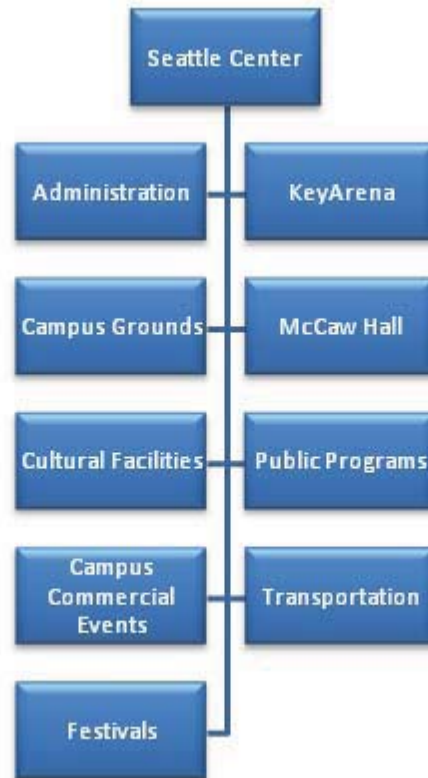 Seattle Center
Administration
KeyArena
Campus Grounds
McCaw Hall
Cultural Facilities
Public Programs
Campus
Commercial
Events
Transportation
Festivals